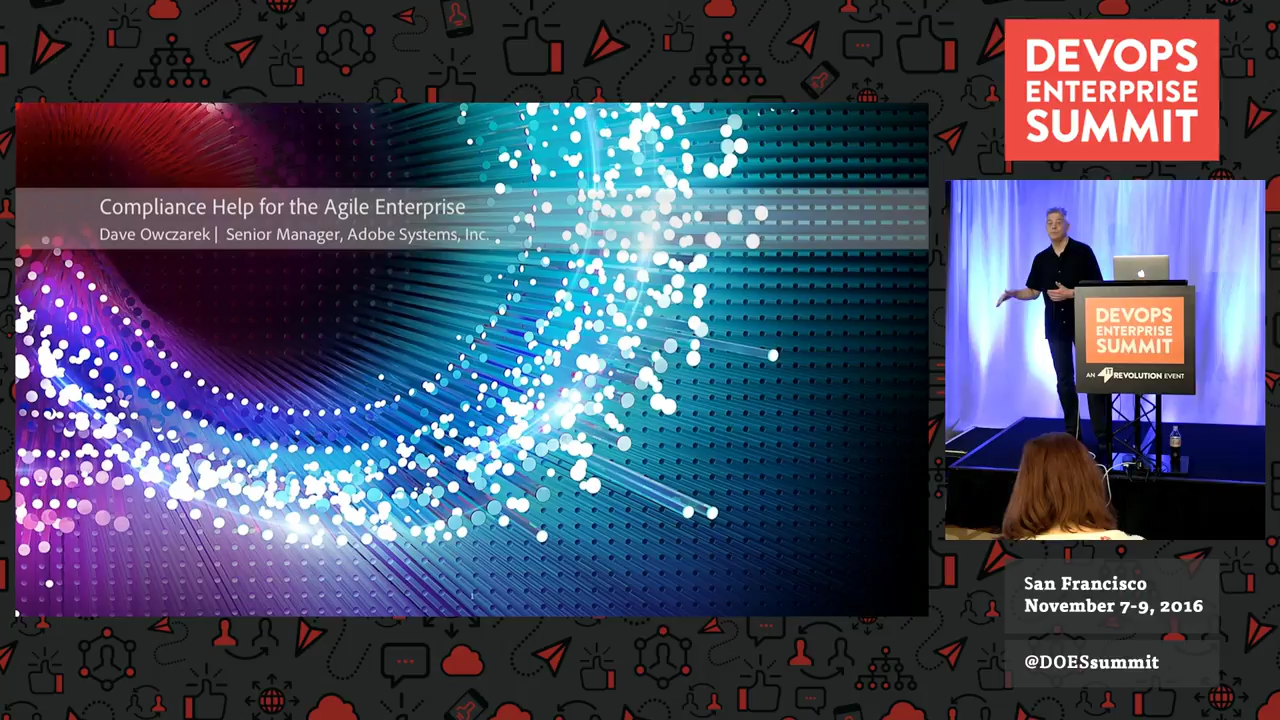 DEVOPS
ENTERPRISE
SUMMIT
Compliance Help for the Agile Enterprise
Dave Owczarek | Senior Manager, Adobe Systems, Inc.
DEVOPS
ENTERPRISE
SUMMIT
AN IT REVOLUTION EVENT
San Francisco
November 7-9, 2016
@DOESsummit